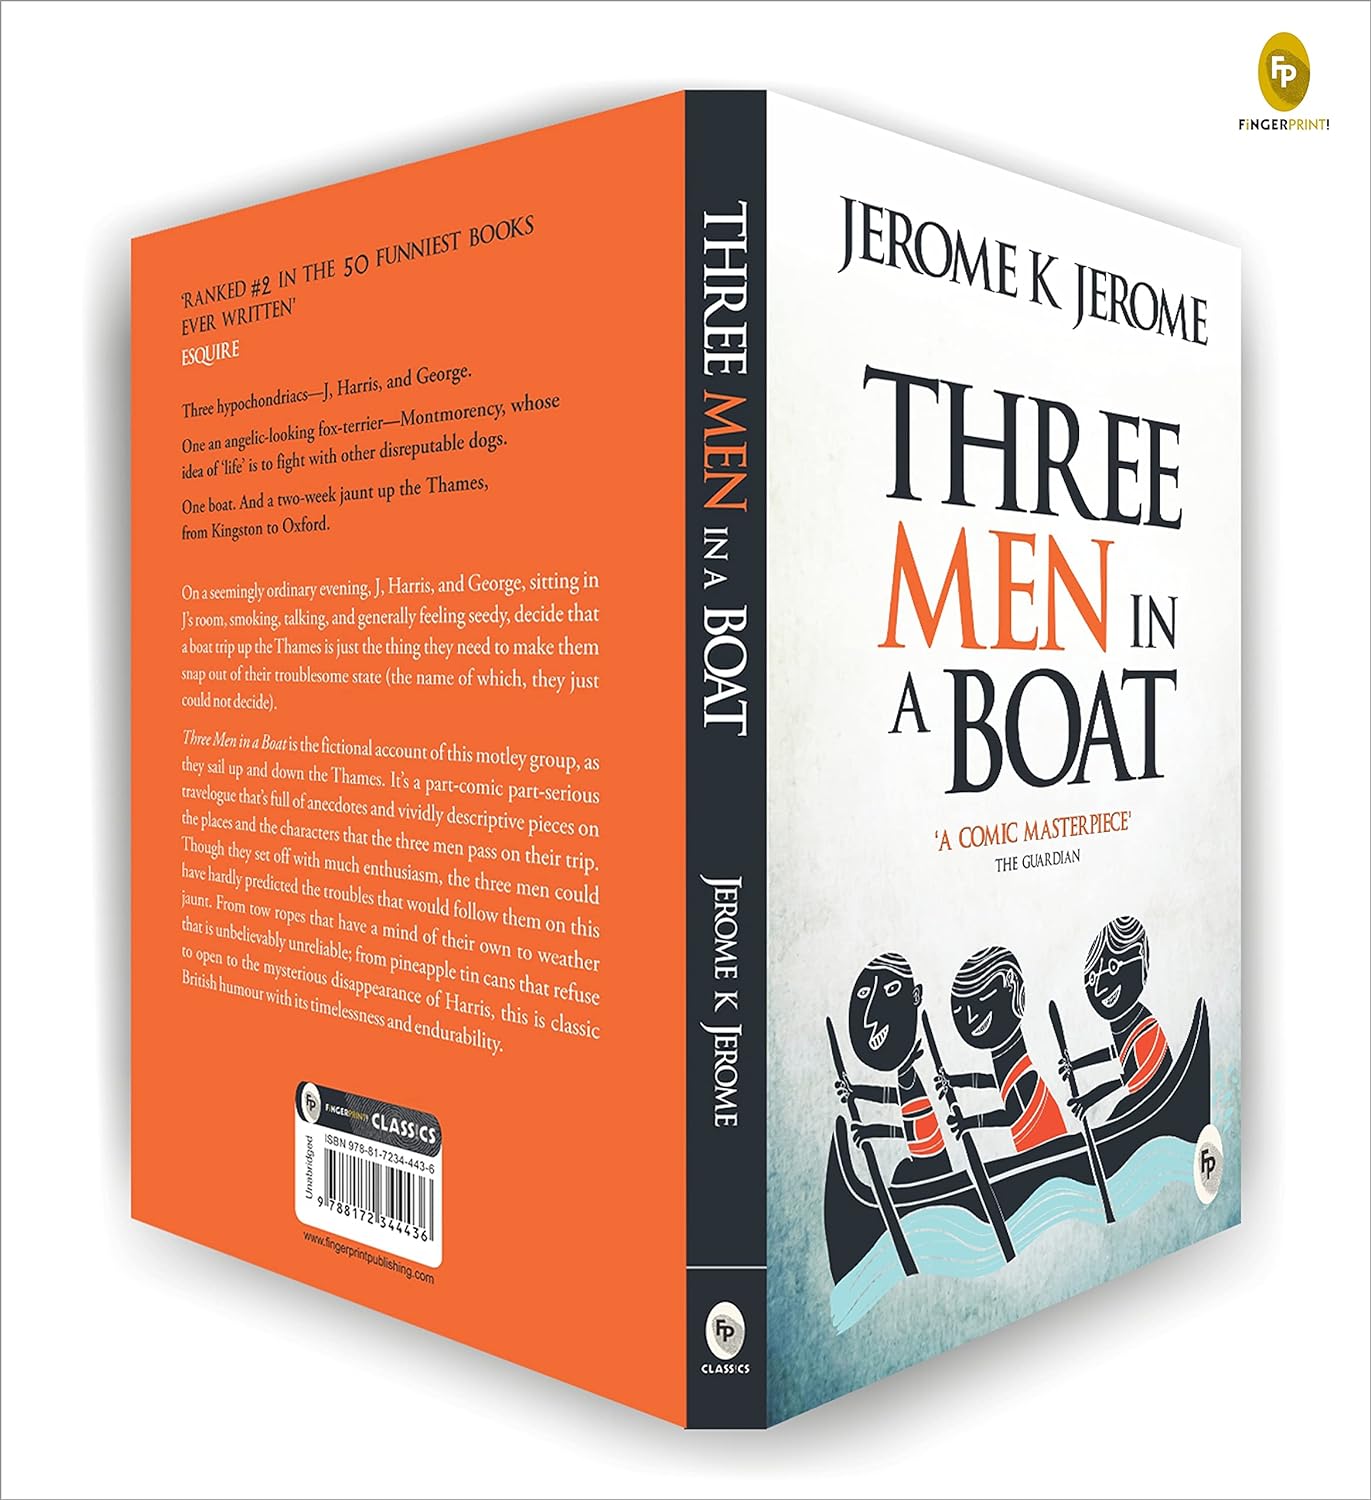 FP
FiNGERPRINT!
'RANKED #2 IN THE 50 FUNNIEST BOOKS
EVER WRITTEN'
ESQUIRE
Three hypochondriacs—J, Harris, and George.
One an angelic-looking fox-terrier—Montmorency, whose
idea of 'life' is to fight with other disreputable dogs.
One boat. And a two-week jaunt up the Thames,
from Kingston to Oxford.
On a seemingly ordinary evening, J, Harris, and George, sitting in
J's room, smoking, talking, and generally feeling seedy, decide that
a boat trip up the Thames is just the thing they need to make them
snap out of their troublesome state (the name of which, they just
could not decide).
Three Men in a Boat is the fictional account of this motley group, as
they sail up and down the Thames. It's a part-comic part-serious
travelogue that's full of anecdotes and vividly descriptive pieces on
the places and the characters that the three men pass on their trip.
Though they set off with much enthusiasm, the three men could
have hardly predicted the troubles that would follow them on this
jaunt. From tow ropes that have a mind of their own to weather
that is unbelievably unreliable; from pineapple tin cans that refuse
to open to the mysterious disappearance of Harris, this is classic
British humour with its timelessness and endurability.
FP FiNGERPRINT! CLASSICS
Unabridged
ISBN 978-81-7234-443-6
9 788172 344436
www.fingerprintpublishing.com
THREE MEN IN A BOAT
JEROME K JEROME
FP
CLASSICS
JEROME K JEROME
THREE
MEN IN
A BOAT
'A COMIC MASTERPIECE'
THE GUARDIAN
FP